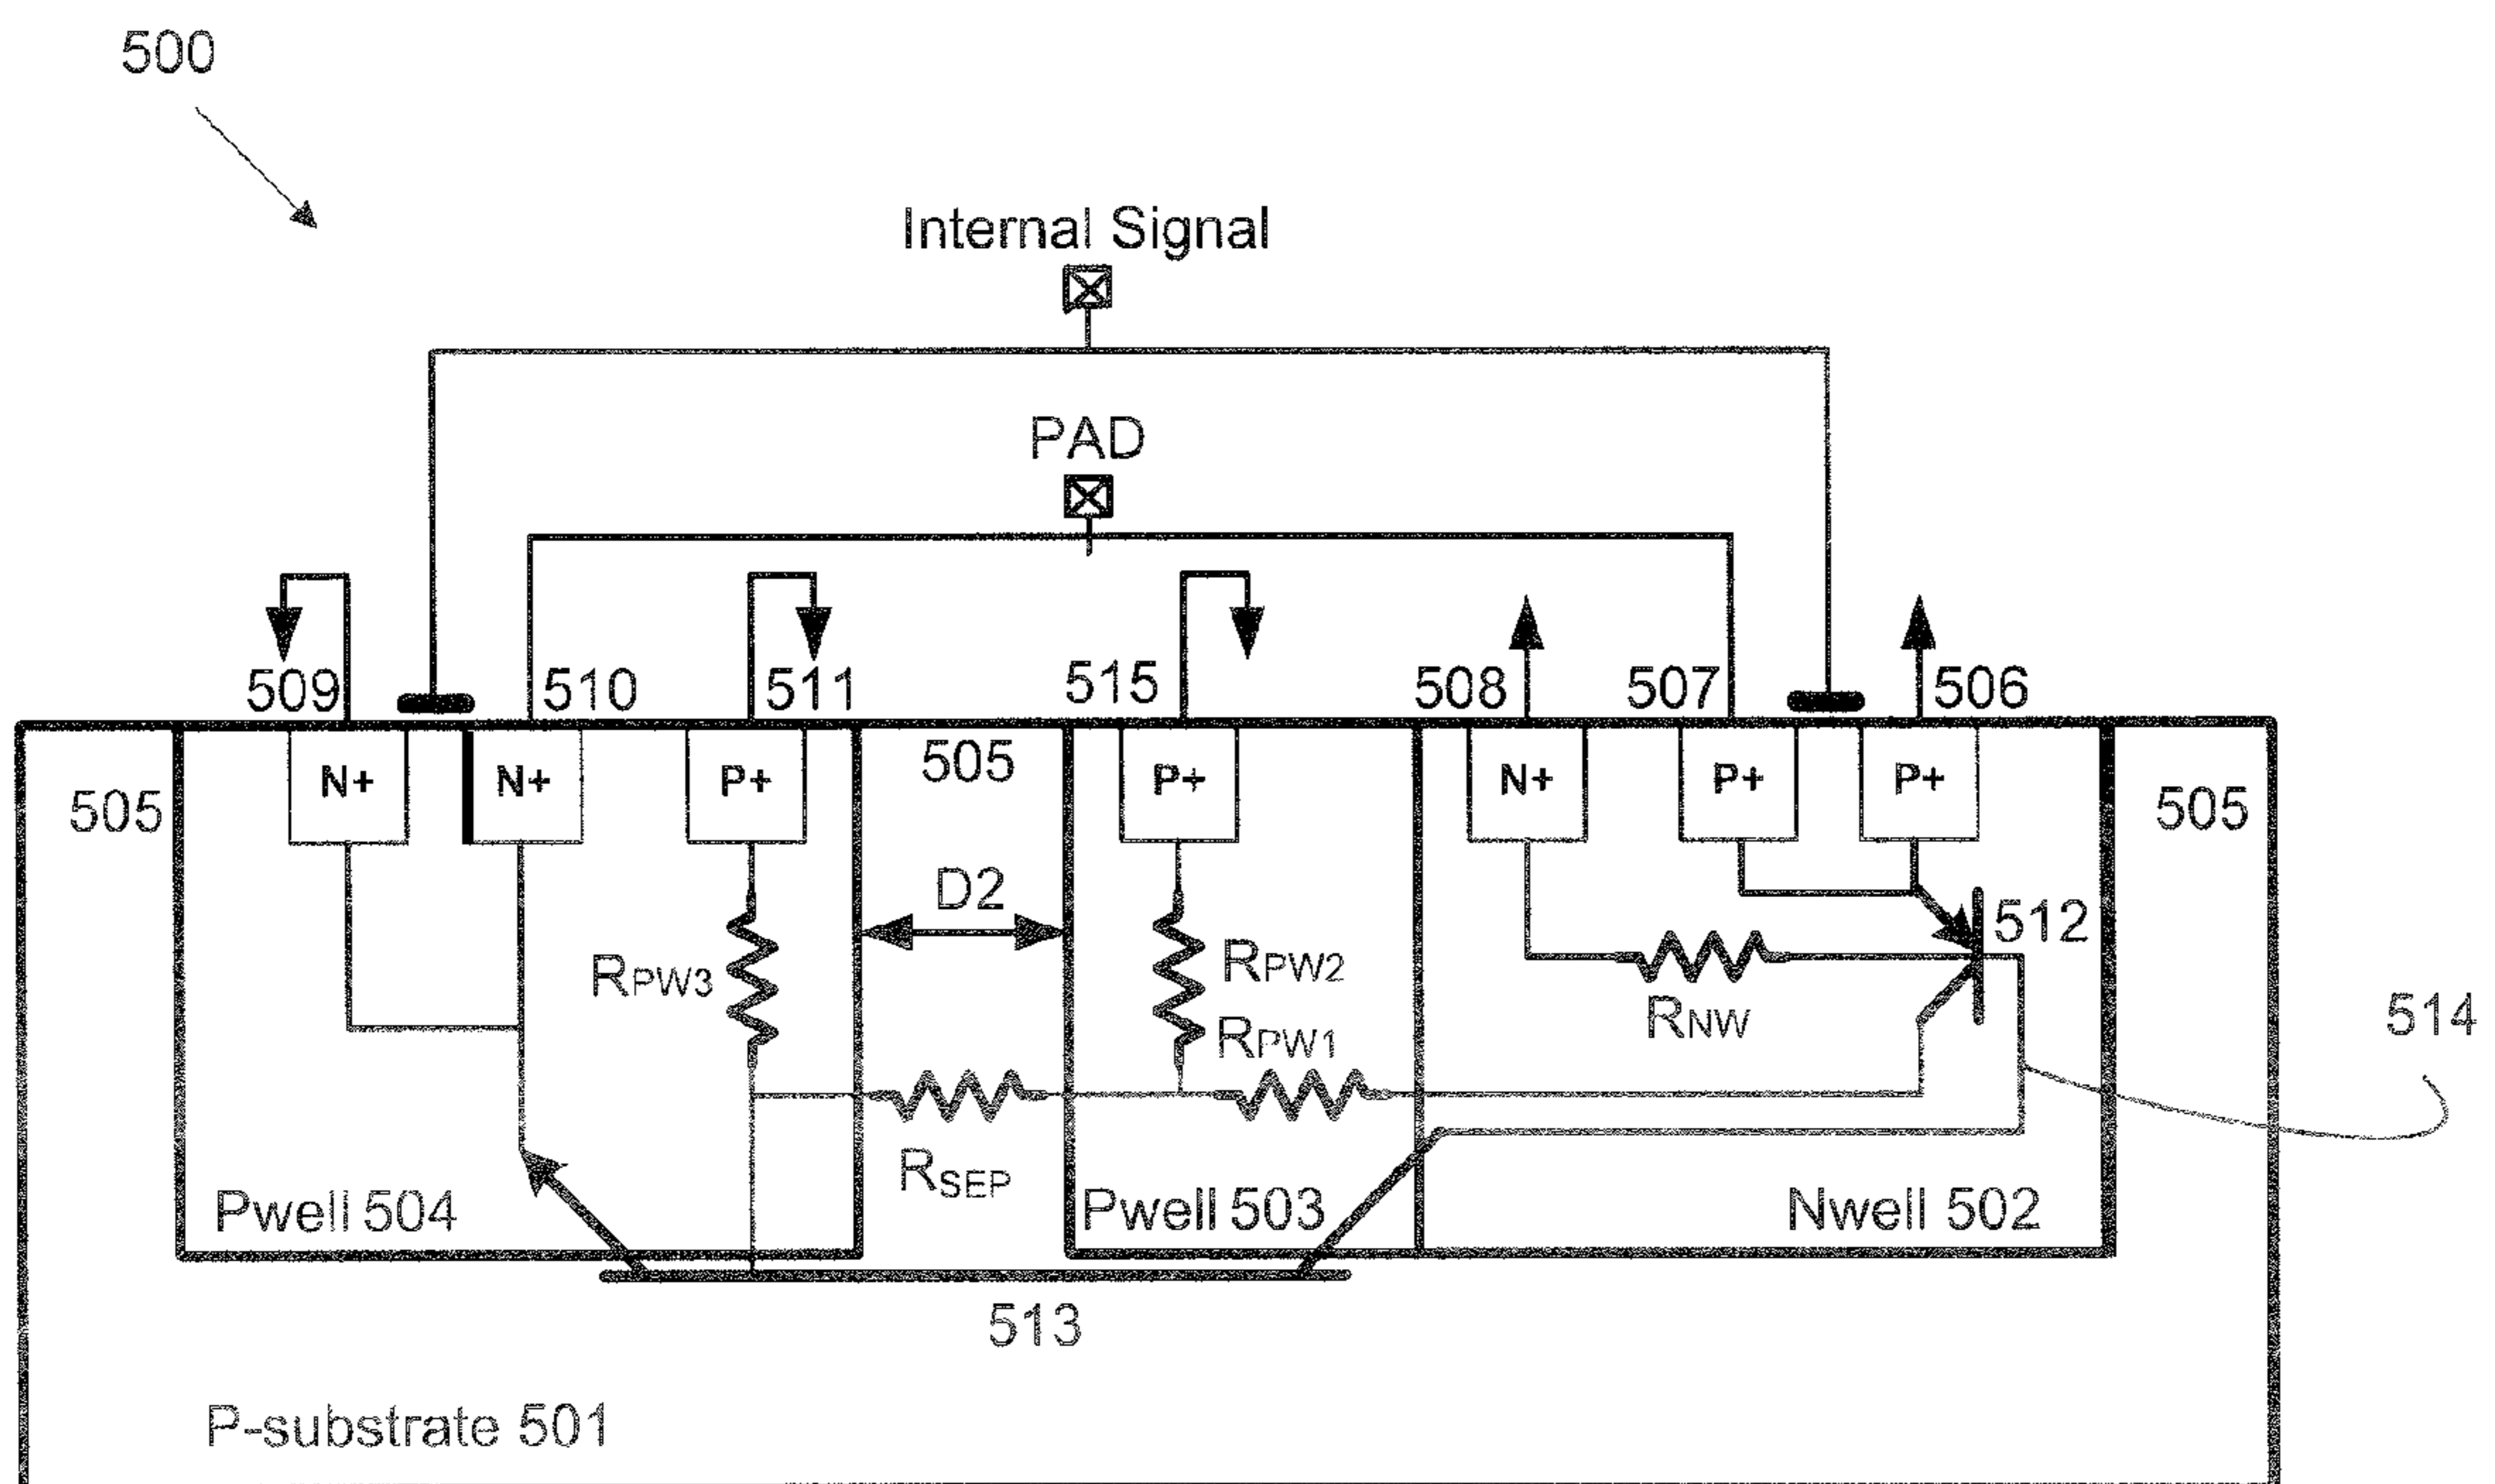 500
Internal Signal
PAD
509 510 511 515 508 507 506
N+ N+ P+ P+ N+ P+ P+
505 505 505
D2
512
RPW3 RPW2
RNW
514
RPW1
RSEP
Pwell 504 Pwell 503 Nwell 502
513
P-substrate 501